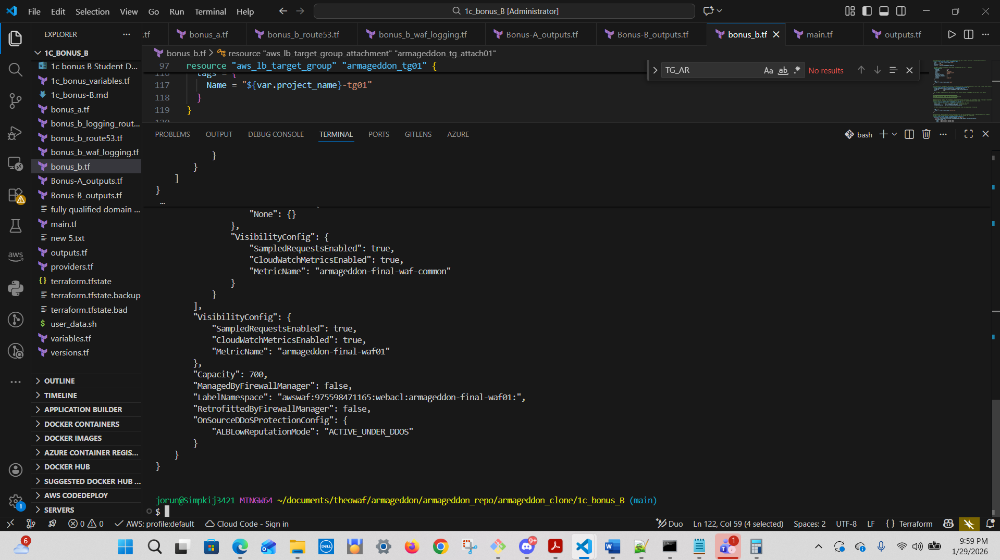 File Edit Selection View Go Run Terminal Help
1c_bonus_B [Administrator]
EXPLORER
.tf
bonus_a.tf
bonus_b_route53.tf
bonus_b_waf_logging.tf
Bonus-A_outputs.tf
Bonus-B_outputs.tf
bonus_b.tf
main.tf
outputs.tf
1C_BONUS_B
1c bonus B Student D...
1c_bonus_variables.tf
1c_bonus-B.md
bonus_a.tf
bonus_b_logging_rout...
bonus_b_route53.tf
bonus_b_waf_logging.tf
bonus_b.tf
Bonus-A_outputs.tf
Bonus-B_outputs.tf
fully qualified domain ...
main.tf
new 5.txt
outputs.tf
providers.tf
terraform.tfstate
terraform.tfstate.backup
terraform.tfstate.bad
user_data.sh
variables.tf
versions.tf
aws
OUTLINE
TIMELINE
APPLICATION BUILDER
DOCKER CONTAINERS
DOCKER IMAGES
AZURE CONTAINER REGIS...
DOCKER HUB
SUGGESTED DOCKER HUB ...
AWS CODEDEPLOY
SERVERS
bonus_b.tf > resource "aws_lb_target_group_attachment" "armageddon_tg_attach01"
97 resource "aws_lb_target_group" "armageddon_tg01" {
116 tags = {
117 Name = "${var.project_name}-tg01"
118 }
119 }
120
TG_AR
Aa ab .* No results
PROBLEMS OUTPUT DEBUG CONSOLE TERMINAL PORTS GITLENS AZURE
bash
}
}
]
}
...
"None": {}
},
"VisibilityConfig": {
"SampledRequestsEnabled": true,
"CloudWatchMetricsEnabled": true,
"MetricName": "armageddon-final-waf-common"
}
}
],
"VisibilityConfig": {
"SampledRequestsEnabled": true,
"CloudWatchMetricsEnabled": true,
"MetricName": "armageddon-final-waf01"
},
"Capacity": 700,
"ManagedByFirewallManager": false,
"LabelNamespace": "awswaf:975598471165:webacl:armageddon-final-waf01:",
"RetrofittedByFirewallManager": false,
"OnSourceDDoSProtectionConfig": {
"ALBLowReputationMode": "ACTIVE_UNDER_DDOS"
}
}
}
jorun@Simpkij3421 MINGW64 ~/documents/theowaf/armageddon/armageddon_repo/armageddon_clone/1c_bonus_B (main)
$
1
0 0 AWS: profile:default Cloud Code - Sign in
Duo Ln 122, Col 59 (4 selected) Spaces: 2 UTF-8 LF { } Terraform
6
DELL
9+
1
9:59 PM
1/29/2026